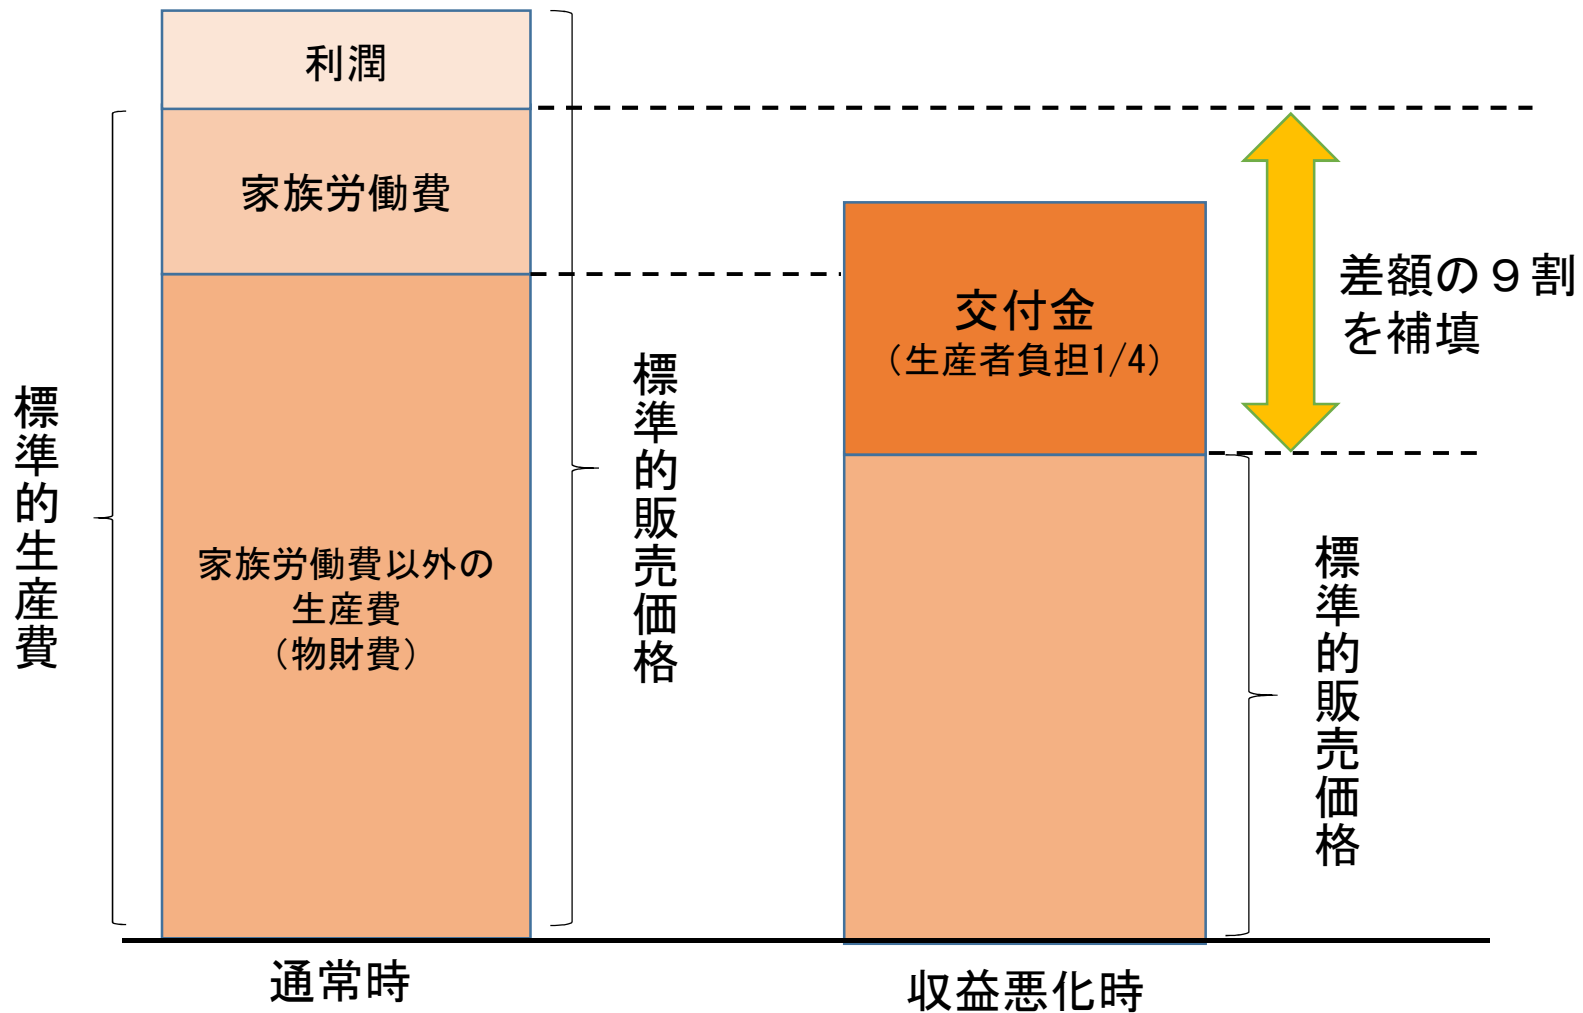 利潤
家族労働費
家族労働費以外の
生産費
（物財費）
標準的生産費
標準的販売価格
通常時
交付金
（生産者負担1/4）
差額の９割
を補填
標準的販売価格
収益悪化時